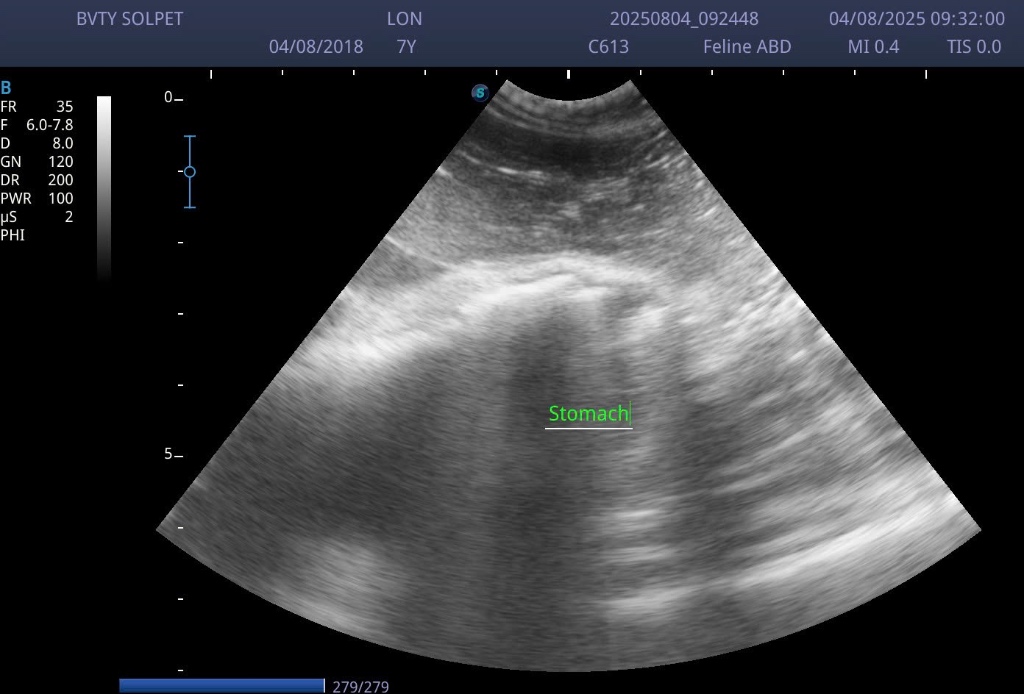 BVTY SOLPET LON 20250804_092448 04/08/2025 09:32:00
04/08/2018 7Y C613 Feline ABD MI 0.4 TIS 0.0
B
FR 35
F 6.0-7.8
D 8.0
GN 120
DR 200
PWR 100
µS 2
PHI
S
0
Stomach
5
279/279